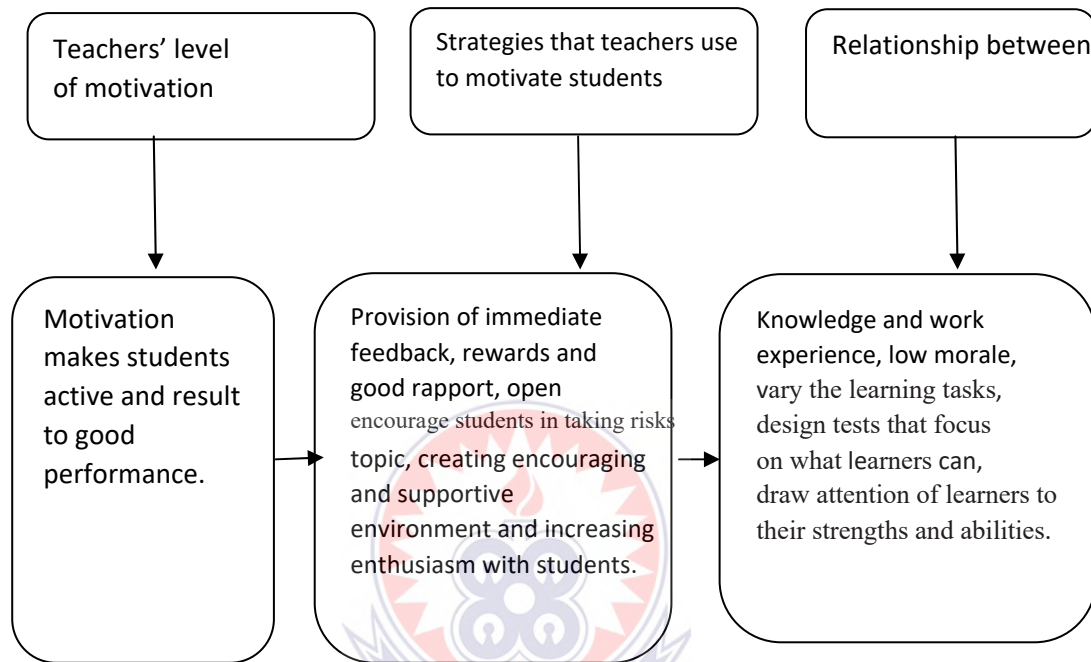 Teachers’ level
of motivation
Strategies that teachers use
to motivate students
Relationship between
Motivation
makes students
active and result
to good
performance.
Provision of immediate
feedback, rewards and
good rapport, open
encourage students in taking risks
topic, creating encouraging
and supportive
environment and increasing
enthusiasm with students.
Knowledge and work
experience, low morale,
vary the learning tasks,
design tests that focus
on what learners can,
draw attention of learners to
their strengths and abilities.